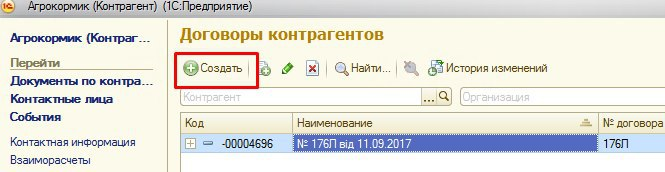 Агрокормик (Контрагент) (1С:Предприятие)
Агрокормик (Контраг...
Договоры контрагентов
Перейти
Документы по контра...
Контактные лица
События
Контактная информация
Взаиморасчеты
Создать
Найти...
История изменений
Контрагент
...
Организация
Код
Наименование
№ договора
-00004696
№ 176П від 11.09.2017
176П